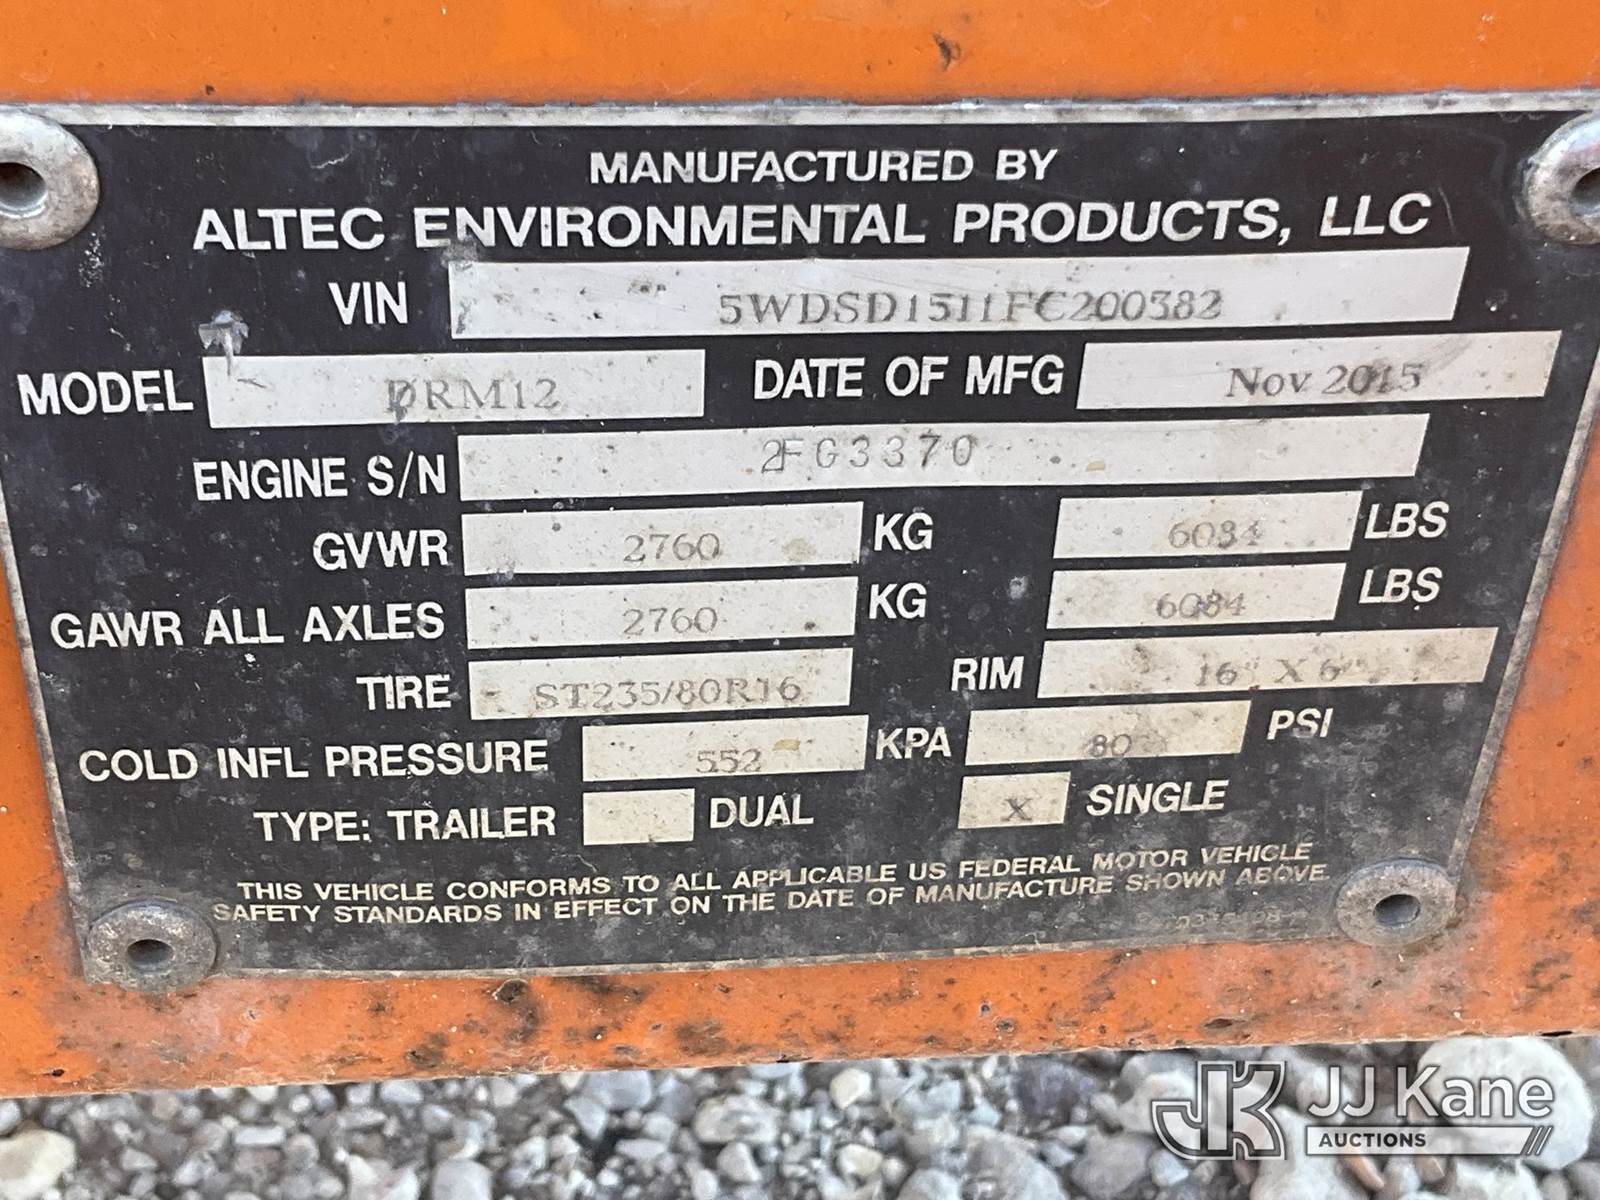 MANUFACTURED BY
ALTEC ENVIRONMENTAL PRODUCTS, LLC
VIN 5WDSD1511FC200382
MODEL DRM12 DATE OF MFG Nov 2015
ENGINE S/N 2FG3370
GVWR 2760 KG 6084 LBS
GAWR ALL AXLES 2760 KG 6084 LBS
TIRE ST235/80R16 RIM 16" X 6"
COLD INFL PRESSURE 552 KPA 80 PSI
TYPE: TRAILER DUAL X SINGLE
THIS VEHICLE CONFORMS TO ALL APPLICABLE US FEDERAL MOTOR VEHICLE
SAFETY STANDARDS IN EFFECT ON THE DATE OF MANUFACTURE SHOWN ABOVE.
JK JJ Kane
AUCTIONS